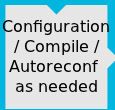 Configuration
/ Compile /
Autoreconf
as needed